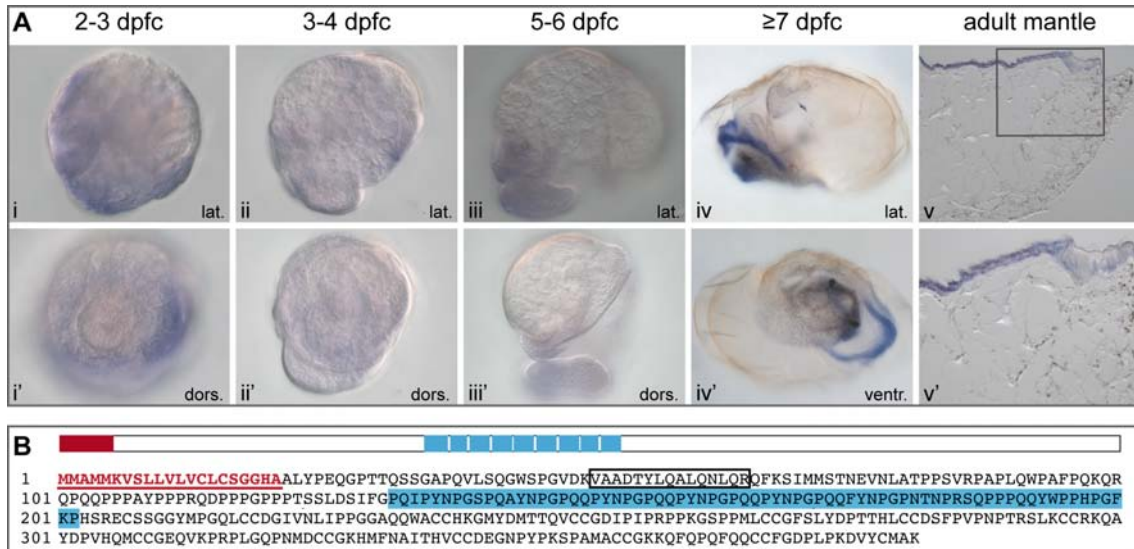 A 2-3 dpfc 3-4 dpfc 5-6 dpfc ≥7 dpfc adult mantle
i lat. ii lat. iii lat. iv lat. v
i' dors. ii' dors. iii' dors. iv' ventr. v'
B
1 MMAMMKVSLLVLVCLCSGGHAALYPEQGPTTQSSGAPQVLSQGWSPGVDKVAADTYLQALQNLQRQFKSIMMSTNEVNLATPPSVRPAPLQWPAFPQKQR
101 QPQQPPPAYPPPRQDPPPGPPPTSSLDSIFGPQIPYNPGSPQAYNPGPQQPYNPGPQQPYNPGPQQPYNPGPQQFYNPGPNTNPRSQPPPQQYWPPHPGF
201 KPHSRECSSGGYMPGQLCCDGIVNLIPPGGAQQWACCHKGMYDMTTQVCCGDIPIPRPPKGSPPMLCCGFSLYDPTTHLCCDSFPVPNPTRSLKCCRKQA
301 YDPVHQMCCGEQVKPRPLGQPNMDCCGKHMFNAITHVCCDEGNPYPKSPAMACCGKKQFQPQFQQCCFGDPLPKDVYCMAK